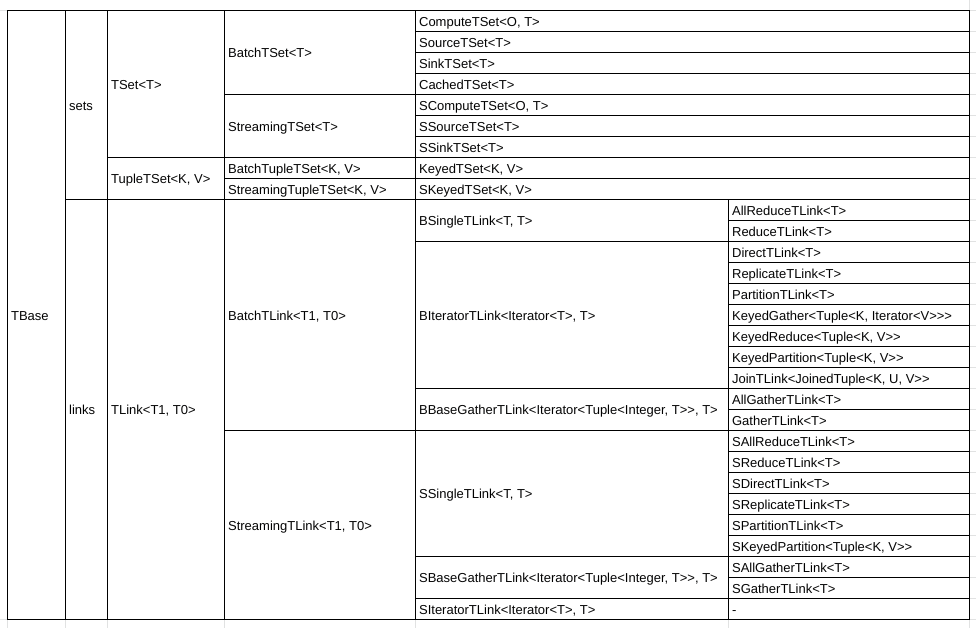 TBase
sets
TSet<T>
BatchTSet<T>
ComputeTSet<O, T>
SourceTSet<T>
SinkTSet<T>
CachedTSet<T>
StreamingTSet<T>
SComputeTSet<O, T>
SSourceTSet<T>
SSinkTSet<T>
TupleTSet<K, V>
BatchTupleTSet<K, V>
KeyedTSet<K, V>
StreamingTupleTSet<K, V>
SKeyedTSet<K, V>
links
TLink<T1, T0>
BatchTLink<T1, T0>
BSingleTLink<T, T>
AllReduceTLink<T>
ReduceTLink<T>
BIteratorTLink<Iterator<T>, T>
DirectTLink<T>
ReplicateTLink<T>
PartitionTLink<T>
KeyedGather<Tuple<K, Iterator<V>>>
KeyedReduce<Tuple<K, V>>
KeyedPartition<Tuple<K, V>>
JoinTLink<JoinedTuple<K, U, V>>
BBaseGatherTLink<Iterator<Tuple<Integer, T>>, T>
AllGatherTLink<T>
GatherTLink<T>
StreamingTLink<T1, T0>
SSingleTLink<T, T>
SAllReduceTLink<T>
SReduceTLink<T>
SDirectTLink<T>
SReplicateTLink<T>
SPartitionTLink<T>
SKeyedPartition<Tuple<K, V>>
SBaseGatherTLink<Iterator<Tuple<Integer, T>>, T>
SAllGatherTLink<T>
SGatherTLink<T>
SIteratorTLink<Iterator<T>, T>
-